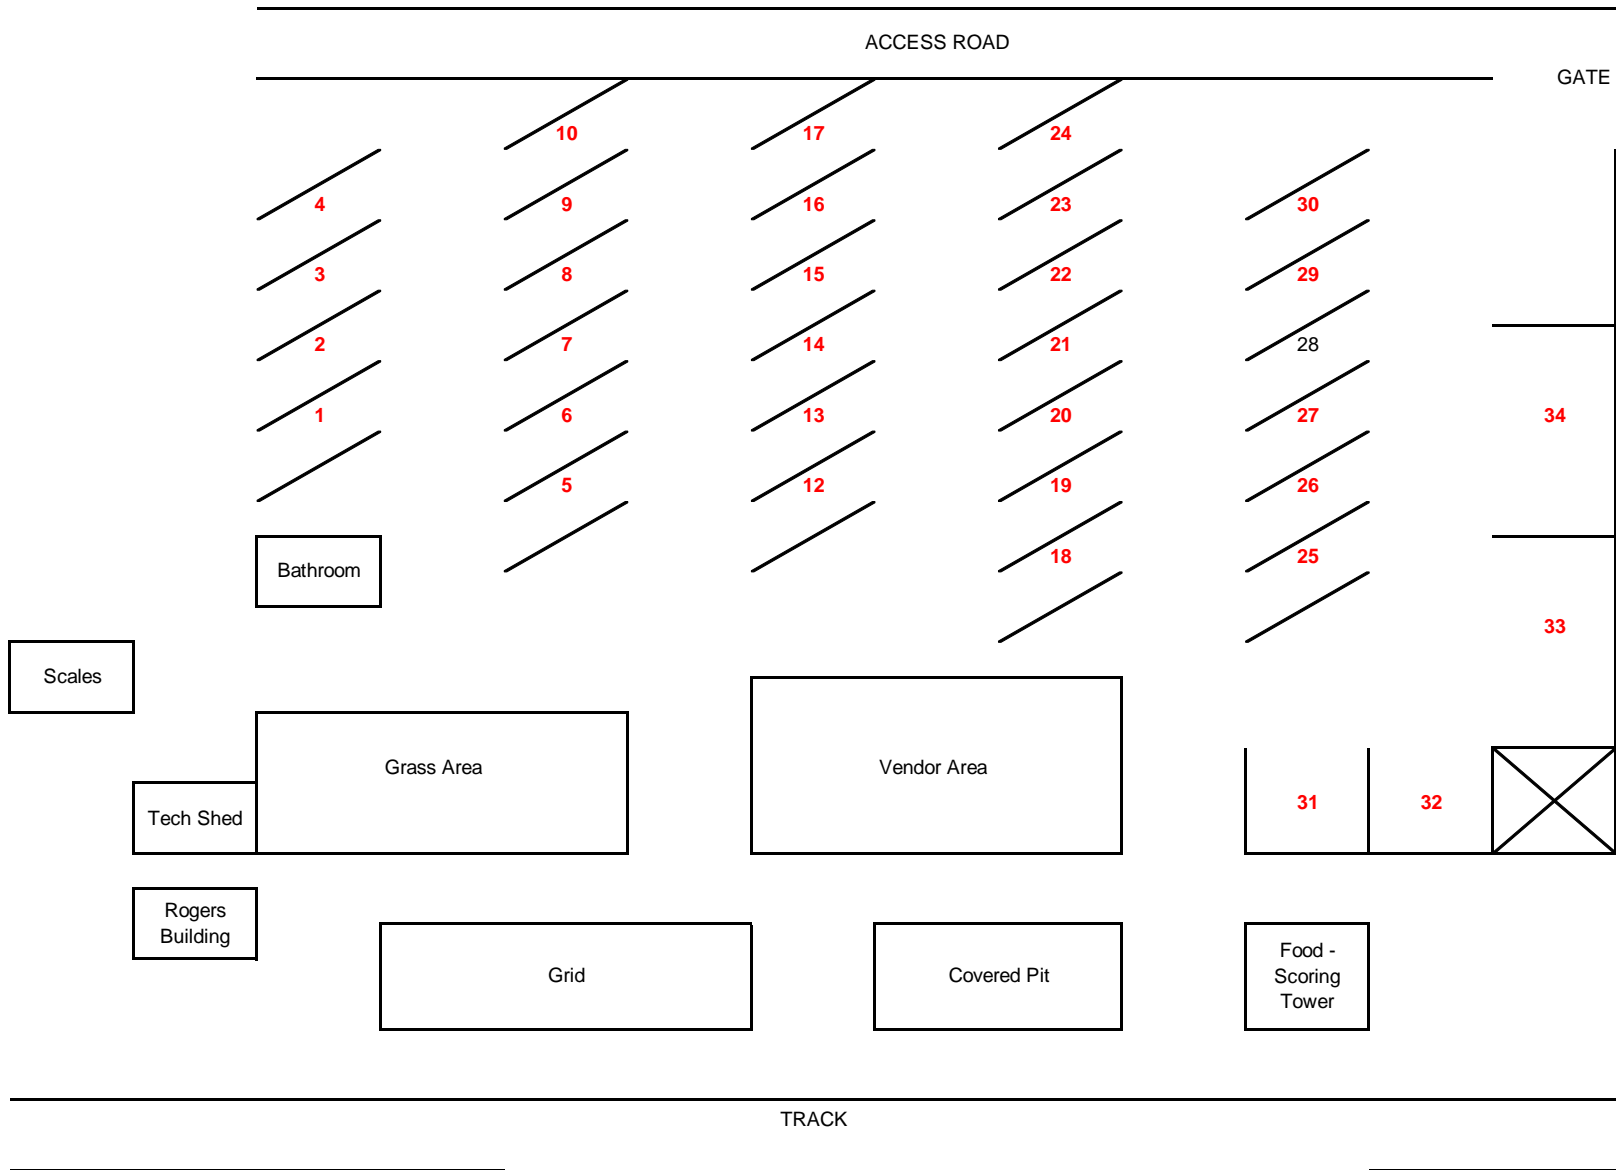 ACCESS ROAD
GATE
10 17 24
4 9 16 23 30
3 8 15 22 29
2 7 14 21 28
1 6 13 20 27 34
5 12 19 26
Bathroom 18 25
33
Scales
Grass Area Vendor Area
31 32
Tech Shed
Rogers
Building
Grid Covered Pit
Food -
Scoring
Tower
TRACK